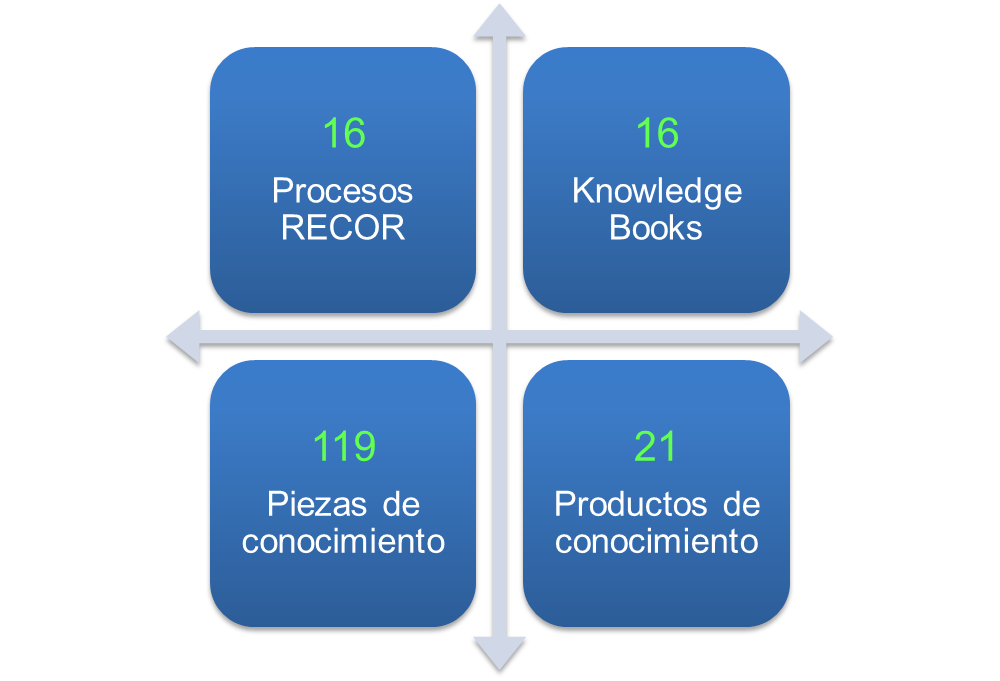 16
Procesos
RECOR
16
Knowledge
Books
119
Piezas de
conocimiento
21
Productos de
conocimiento